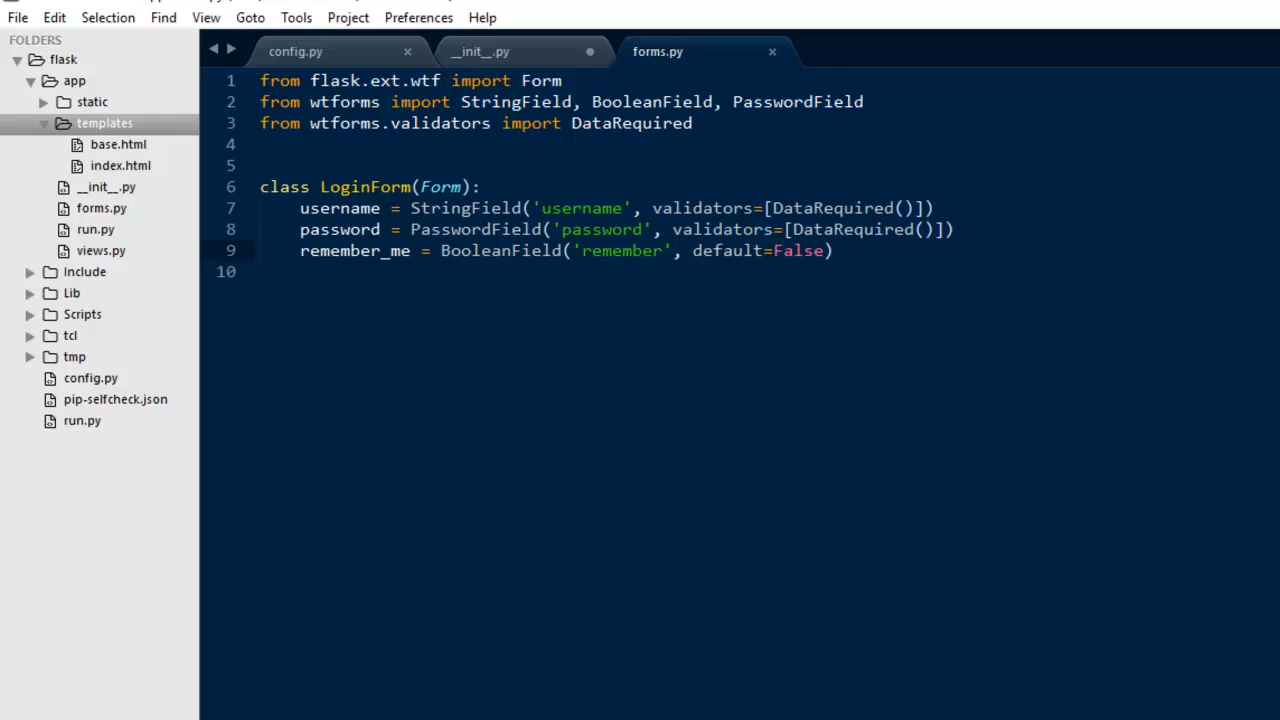 File Edit Selection Find View Goto Tools Project Preferences Help
FOLDERS
flask
app
static
templates
base.html
index.html
__init__.py
forms.py
run.py
views.py
Include
Lib
Scripts
tcl
tmp
config.py
pip-selfcheck.json
run.py
config.py × __init__.py forms.py ×
1 from flask.ext.wtf import Form
2 from wtforms import StringField, BooleanField, PasswordField
3 from wtforms.validators import DataRequired
4
5
6 class LoginForm(Form):
7 username = StringField('username', validators=[DataRequired()])
8 password = PasswordField('password', validators=[DataRequired()])
9 remember_me = BooleanField('remember', default=False)
10